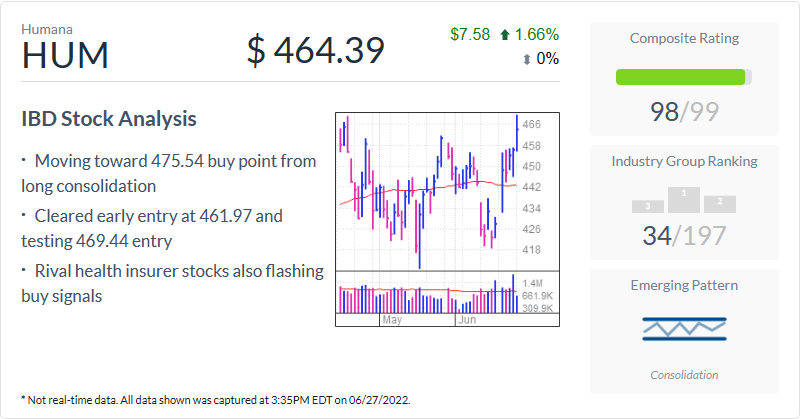 Humana
HUM
$ 464.39
$7.58 1.66%
0%
IBD Stock Analysis
• Moving toward 475.54 buy point from
long consolidation
• Cleared early entry at 461.97 and
testing 469.44 entry
• Rival health insurer stocks also flashing
buy signals
466
458
450
442
434
426
418
1.4M
661.9K
309.9K
May Jun
Composite Rating
98/99
Industry Group Ranking
3 1 2
34/197
Emerging Pattern
Consolidation
* Not real-time data. All data shown was captured at 3:35PM EDT on 06/27/2022.